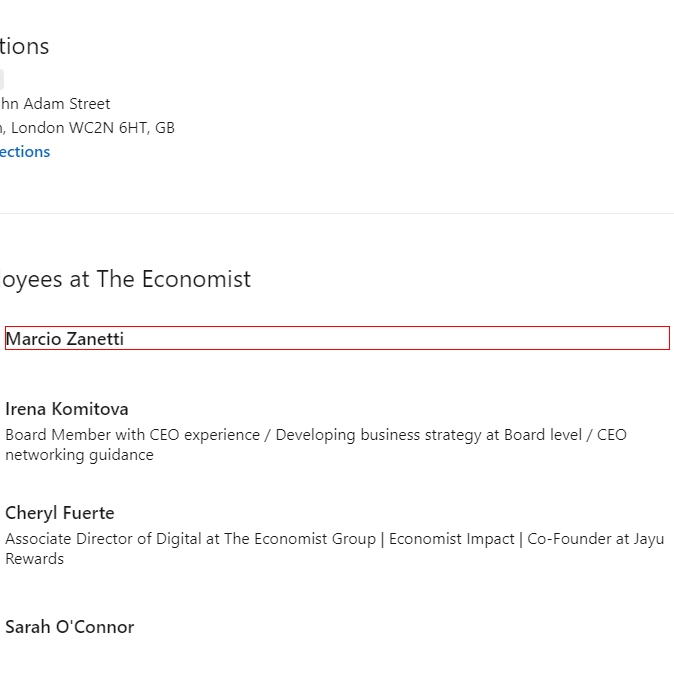 tions
hn Adam Street
, London WC2N 6HT, GB
ections
oyees at The Economist
Marcio Zanetti
Irena Komitova
Board Member with CEO experience / Developing business strategy at Board level / CEO
networking guidance
Cheryl Fuerte
Associate Director of Digital at The Economist Group | Economist Impact | Co-Founder at Jayu
Rewards
Sarah O'Connor